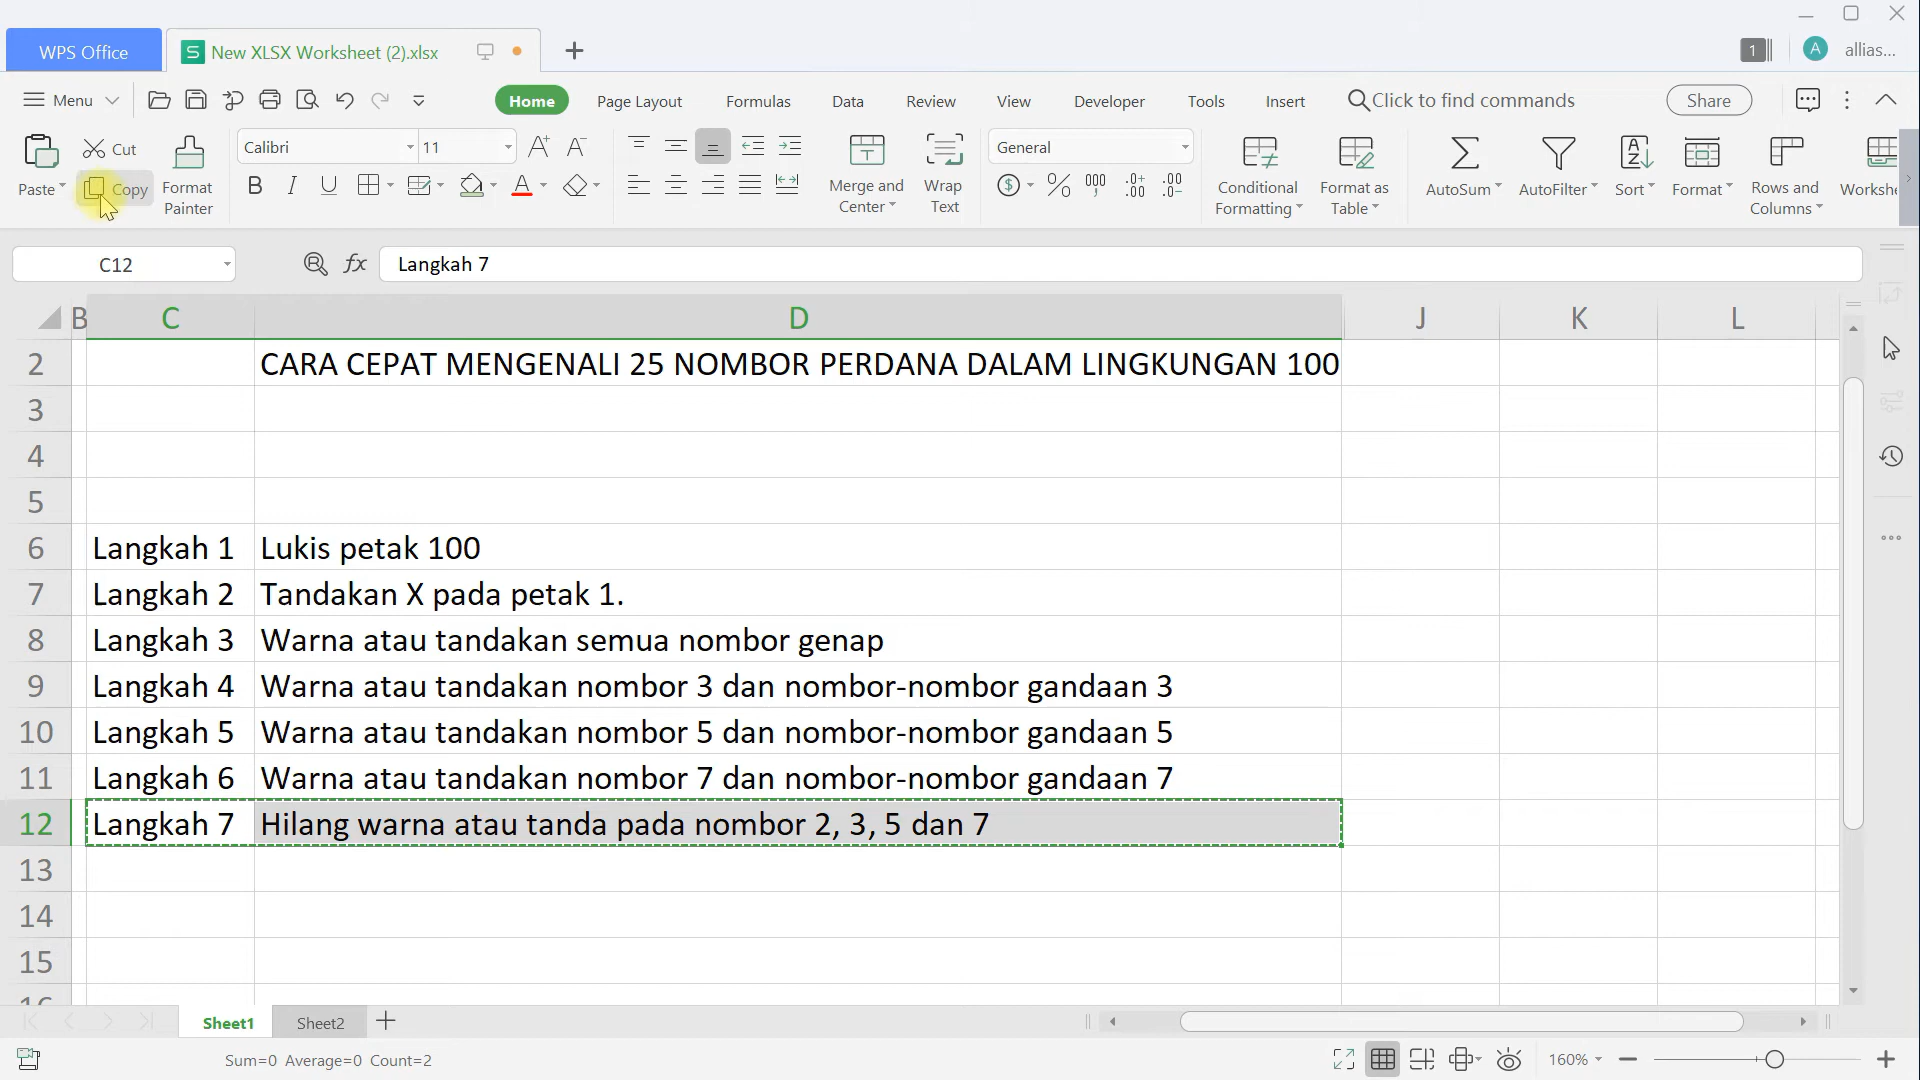 WPS Office
New XLSX Worksheet (2).xlsx
1
A
allias...
Menu
Home
Page Layout
Formulas
Data
Review
View
Developer
Tools
Insert
Click to find commands
Share
Paste
Cut
Copy
Format Painter
Calibri
11
Merge and Center
Wrap Text
General
Conditional Formatting
Format as Table
AutoSum
AutoFilter
Sort
Format
Rows and Columns
Workshe
C12
fx
Langkah 7
B C D J K L
2 CARA CEPAT MENGENALI 25 NOMBOR PERDANA DALAM LINGKUNGAN 100
3
4
5
6 Langkah 1 Lukis petak 100
7 Langkah 2 Tandakan X pada petak 1.
8 Langkah 3 Warna atau tandakan semua nombor genap
9 Langkah 4 Warna atau tandakan nombor 3 dan nombor-nombor gandaan 3
10 Langkah 5 Warna atau tandakan nombor 5 dan nombor-nombor gandaan 5
11 Langkah 6 Warna atau tandakan nombor 7 dan nombor-nombor gandaan 7
12 Langkah 7 Hilang warna atau tanda pada nombor 2, 3, 5 dan 7
13
14
15
16
Sheet1 Sheet2
Sum=0 Average=0 Count=2
160%